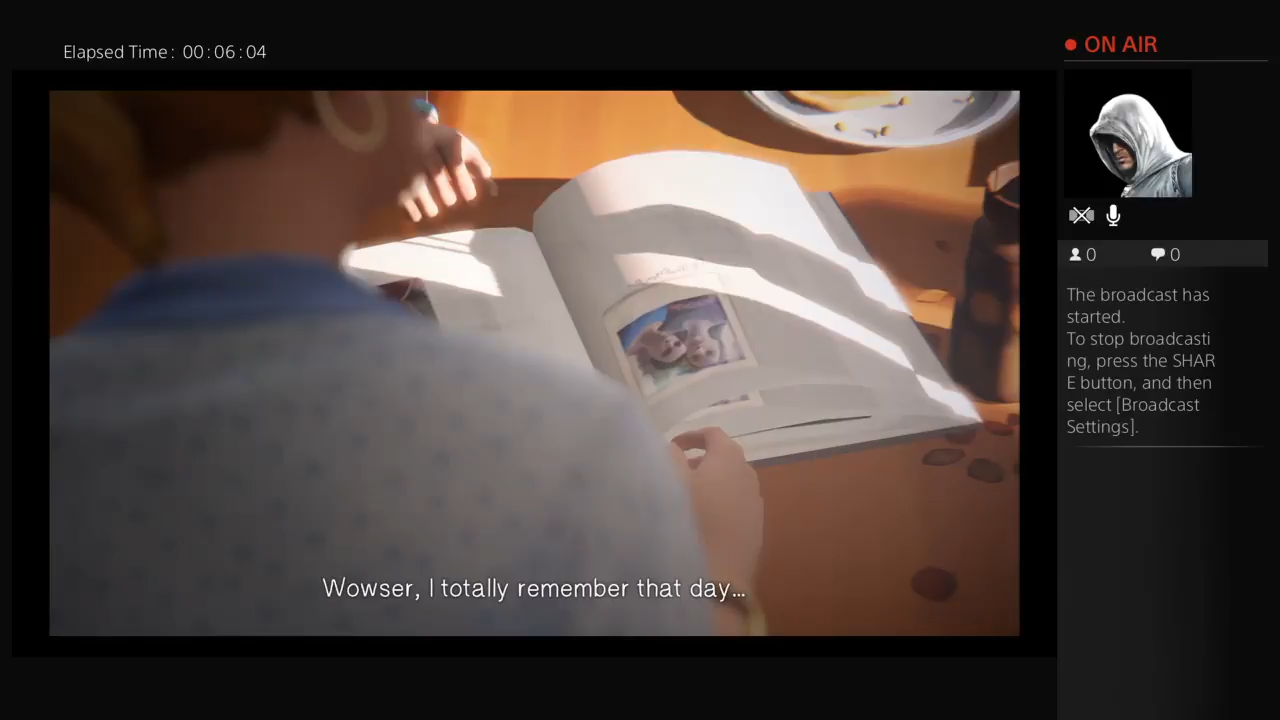 Elapsed Time: 00:06:04
ON AIR
0 0
The broadcast has
started.
To stop broadcasti
ng, press the SHAR
E button, and then
select [Broadcast
Settings].
Wowser, I totally remember that day...